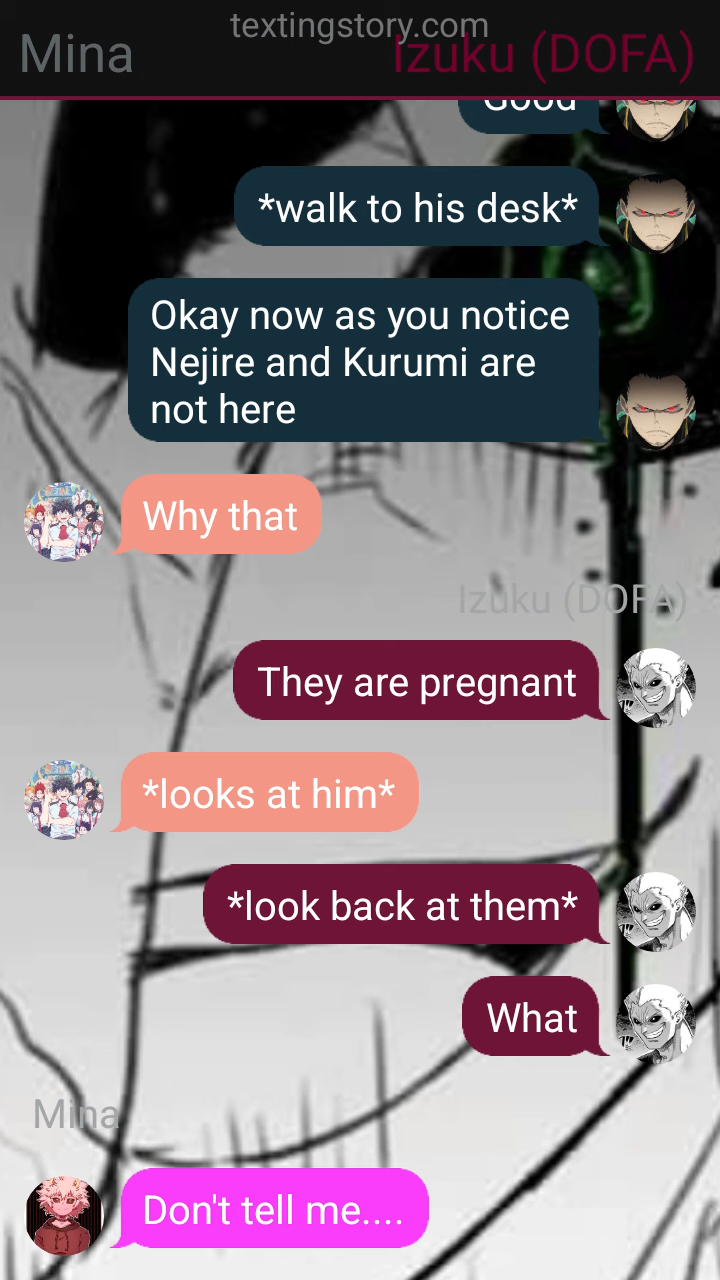 textingstory.com
Mina
Izuku (DOFA)
Good
*walk to his desk*
Okay now as you notice
Nejire and Kurumi are
not here
Why that
Izuku (DOFA)
They are pregnant
*looks at him*
*look back at them*
What
Mina
Don't tell me....